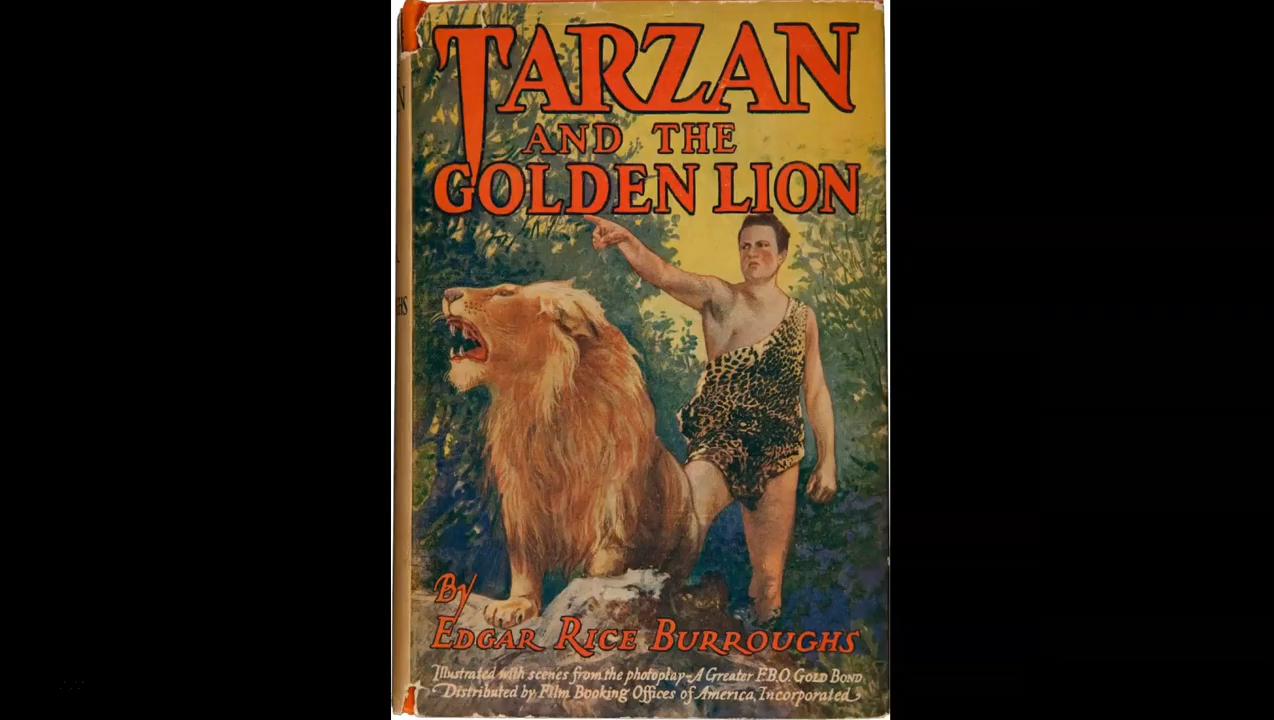 TARZAN
AND THE
GOLDEN LION
By
EDGAR RICE BURROUGHS
Illustrated with scenes from the photoplay-A Greater F.B.O. GOLD BOND
Distributed by Film Booking Offices of America, Incorporated
N
HS